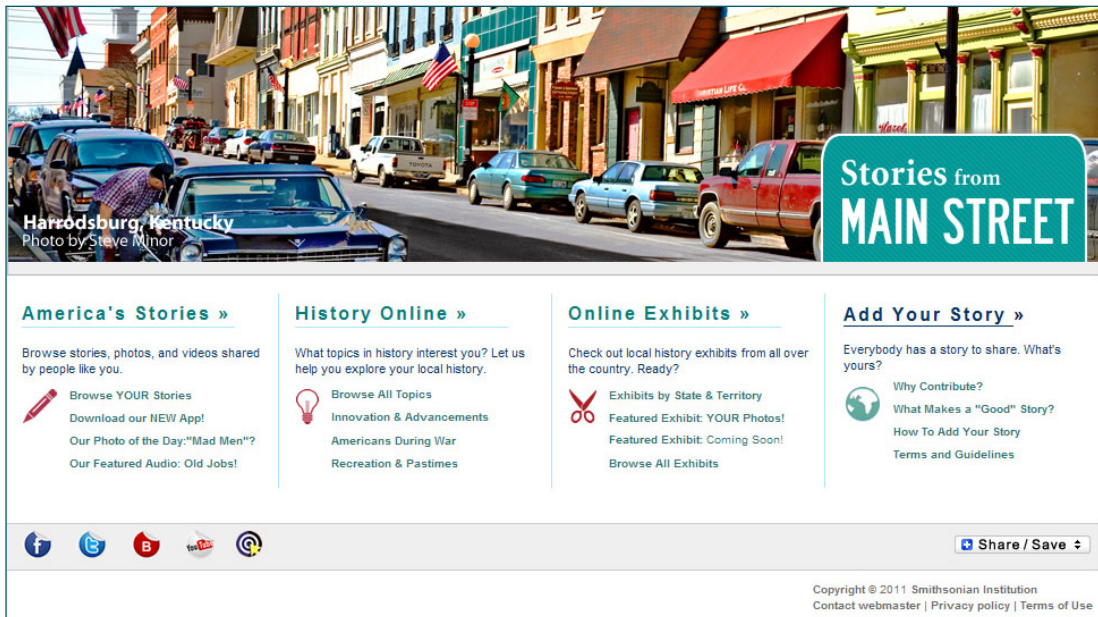 CHRISTIAN LIFE CO.
TOYOTA
Harrodsburg, Kentucky
Photo by Steve Minor
Stories from
MAIN STREET
America's Stories »
Browse stories, photos, and videos shared
by people like you.
Browse YOUR Stories
Download our NEW App!
Our Photo of the Day:"Mad Men"?
Our Featured Audio: Old Jobs!
History Online »
What topics in history interest you? Let us
help you explore your local history.
Browse All Topics
Innovation & Advancements
Americans During War
Recreation & Pastimes
Online Exhibits »
Check out local history exhibits from all over
the country. Ready?
Exhibits by State & Territory
Featured Exhibit: YOUR Photos!
Featured Exhibit: Coming Soon!
Browse All Exhibits
Add Your Story »
Everybody has a story to share. What's
yours?
Why Contribute?
What Makes a "Good" Story?
How To Add Your Story
Terms and Guidelines
f
t
B
You Tube
Share / Save
Copyright © 2011 Smithsonian Institution
Contact webmaster | Privacy policy | Terms of Use